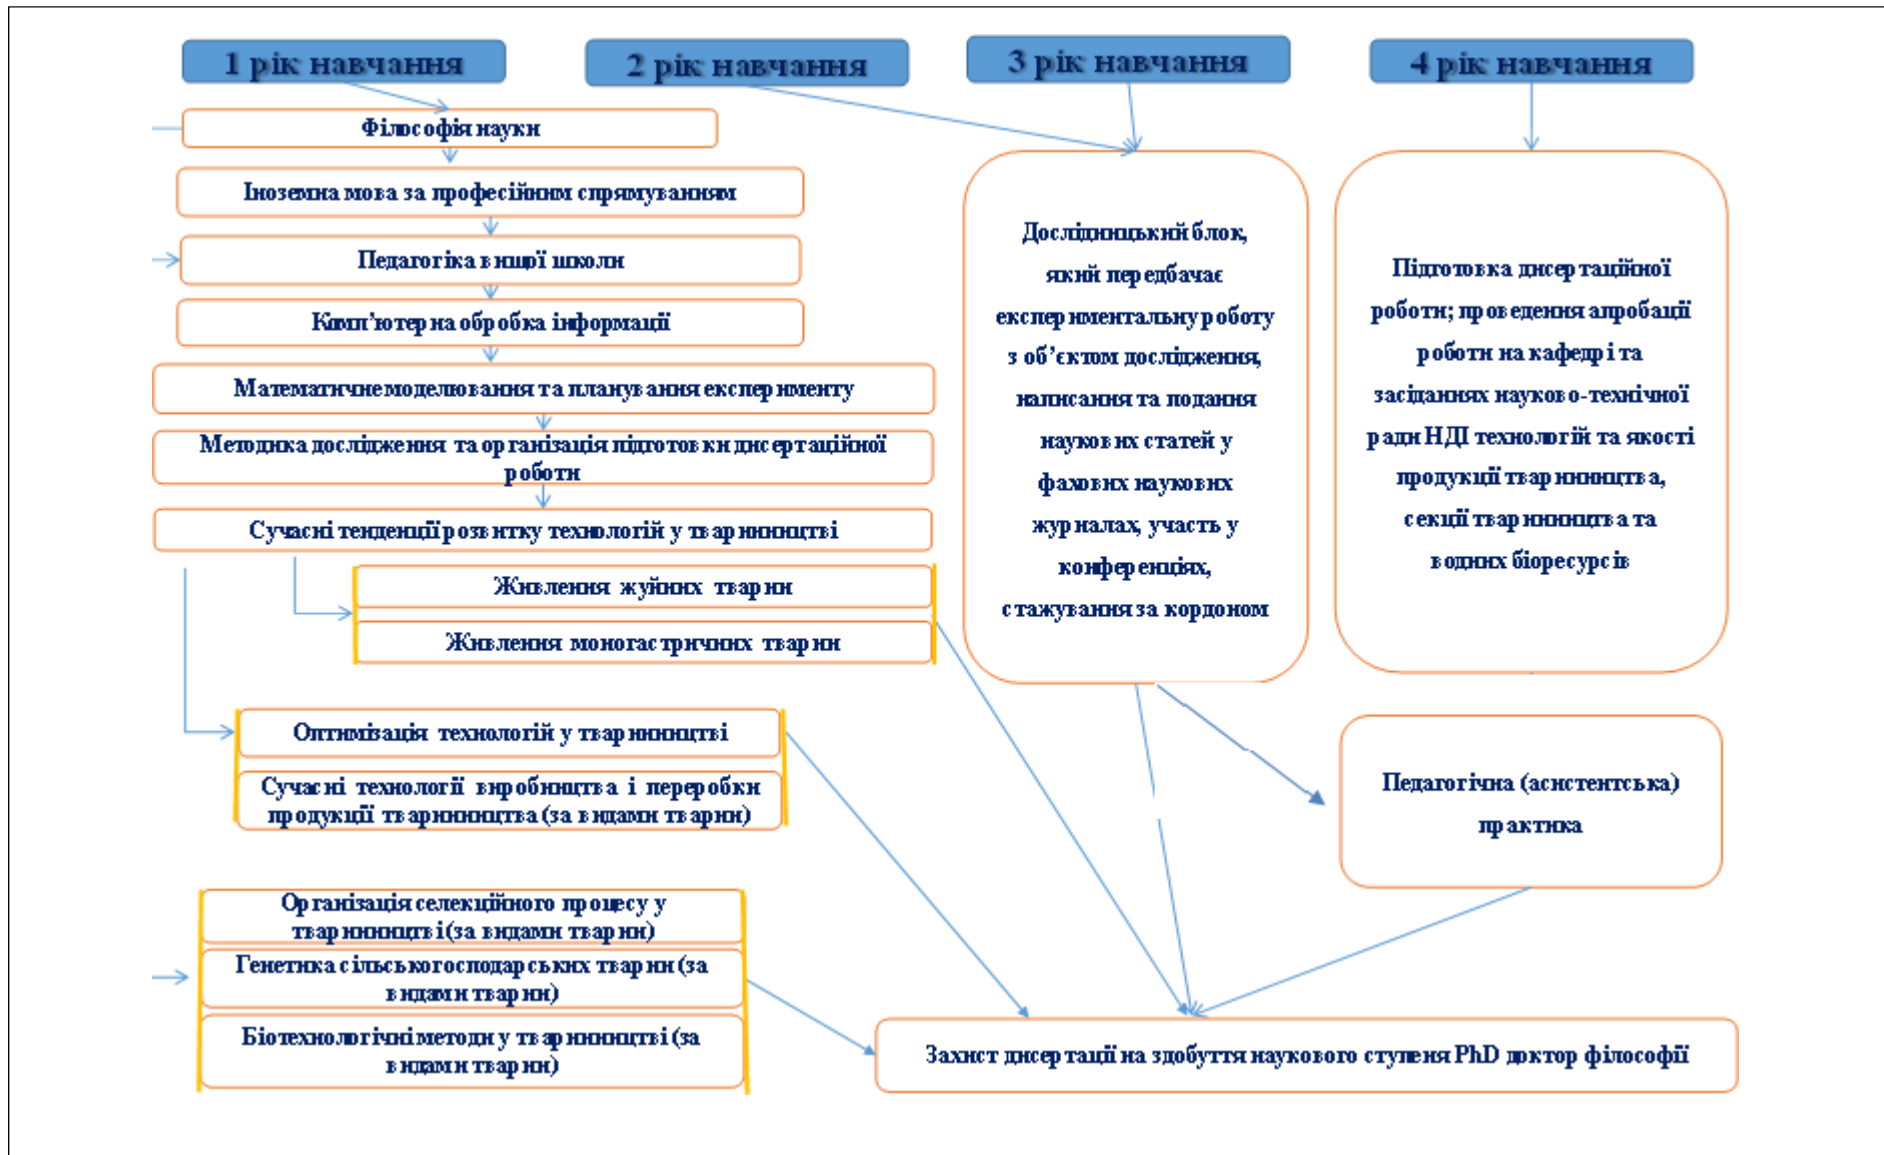 1 рік навчання
2 рік навчання
3 рік навчання
4 рік навчання
Філософія науки
Іноземна мова за професійним спрямуванням
Педагогіка вищої школи
Комп’ютерна обробка інформації
Математичне моделювання та планування експерименту
Методика дослідження та організація підготовки дисертаційної
роботи
Сучасні тенденції розвитку технологій у тваринництві
Живлення жуйних тварин
Живлення моногастричних тварин
Оптимізація технологій у тваринництві
Сучасні технології виробництва і переробки
продукції тваринництва (за видами тварин)
Організація селекційного процесу у
тваринництві (за видами тварин)
Генетика сільськогосподарських тварин (за
видами тварин)
Біотехнологічні методи у тваринництві (за
видами тварин)
Дослідницький блок,
який передбачає
експериментальну роботу
з об’єктом дослідження,
написання та подання
наукових статей у
фахових наукових
журналах, участь у
конференціях,
стажування за кордоном
Підготовка дисертаційної
роботи; проведення апробації
роботи на кафедрі та
засіданнях науково-технічної
ради НДІ технологій та якості
продукції тваринництва,
секції тваринництва та
водних біоресурсів
Педагогічна (асистентська)
практика
Захист дисертації на здобуття наукового ступеня PhD доктор філософії